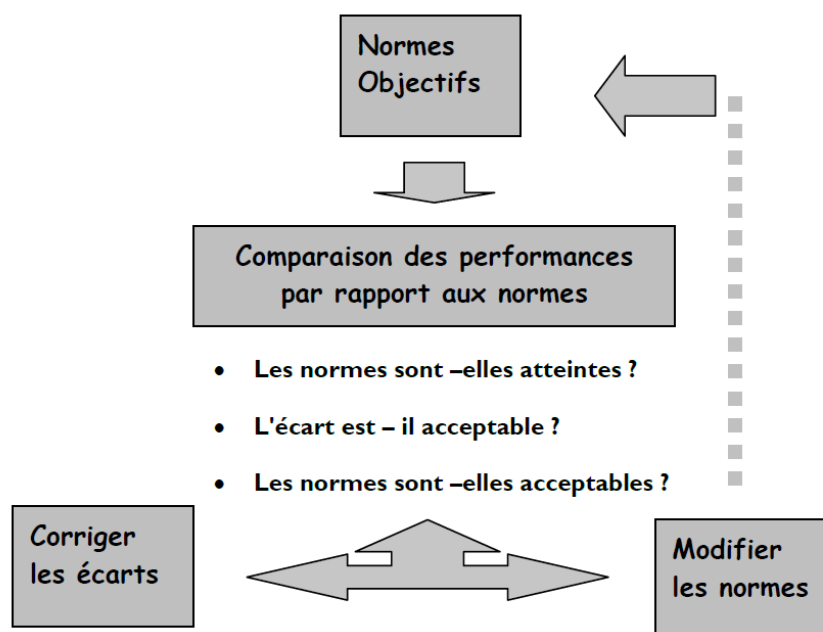 Normes
Objectifs
Comparaison des performances
par rapport aux normes
• Les normes sont –elles atteintes ?
• L'écart est – il acceptable ?
• Les normes sont –elles acceptables ?
Corriger
les écarts
Modifier
les normes